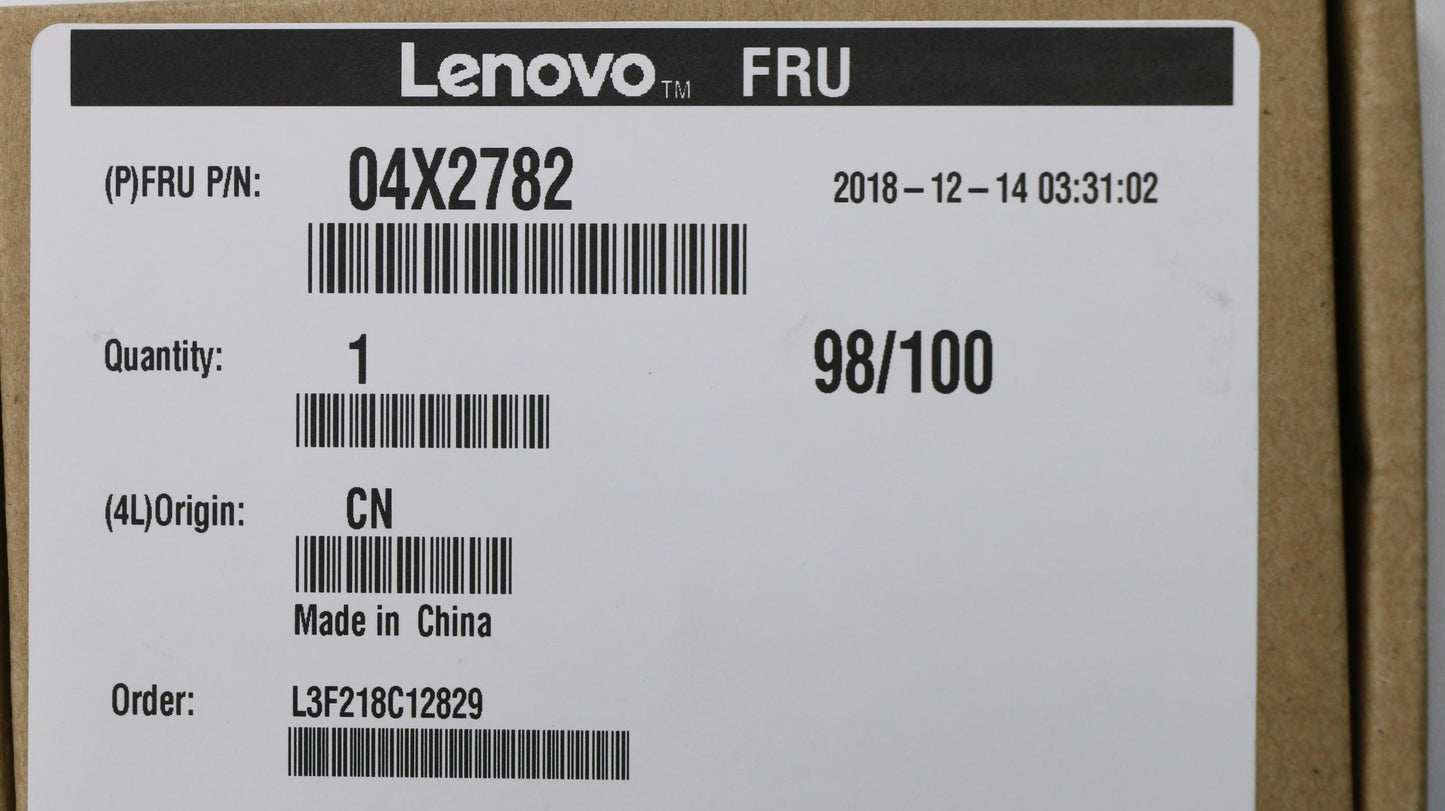 Lenovo™ FRU
(P)FRU P/N: 04X2782 2018-12-14 03:31:02
Quantity: 1 98/100
(4L)Origin: CN
Made in China
Order: L3F218C12829